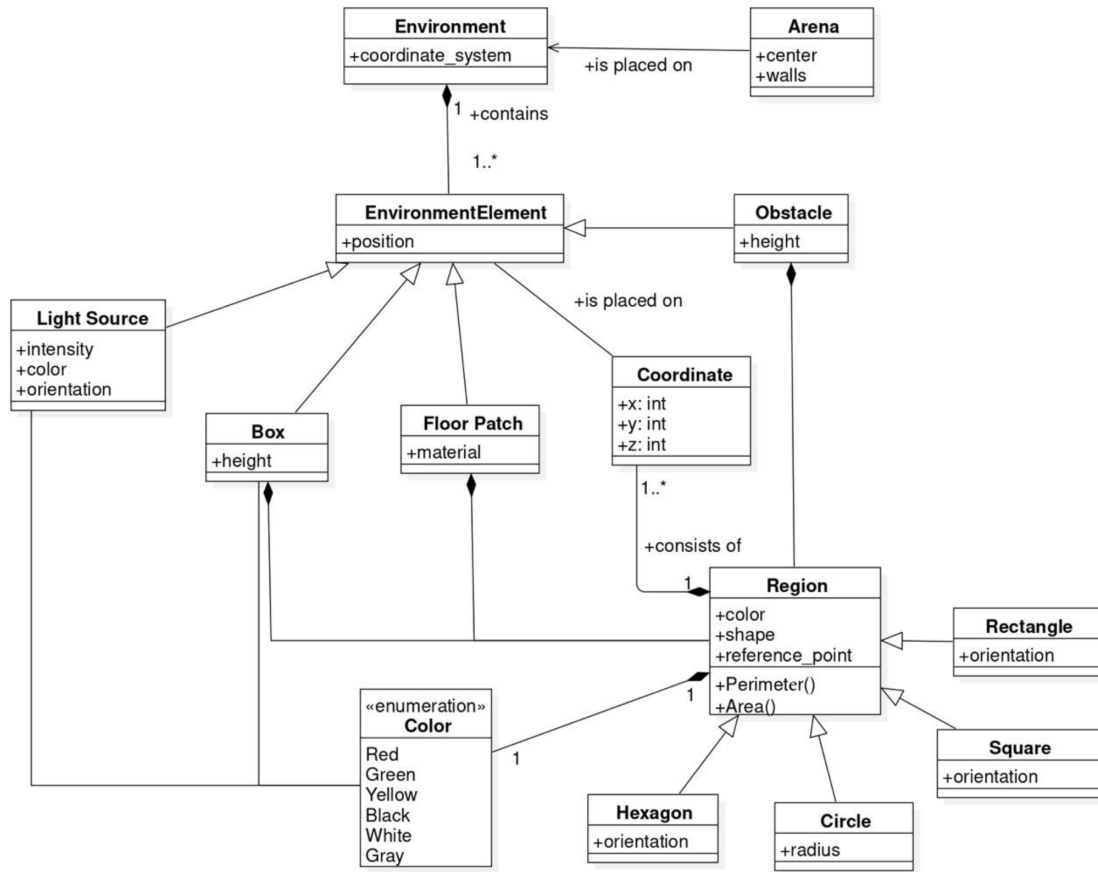 Environment
+coordinate_system
Arena
+center
+walls
+is placed on
1
+contains
1..*
EnvironmentElement
+position
Obstacle
+height
+is placed on
Light Source
+intensity
+color
+orientation
Box
+height
Floor Patch
+material
Coordinate
+x: int
+y: int
+z: int
1..*
+consists of
1
Region
+color
+shape
+reference_point
+Perimeter()
+Area()
Rectangle
+orientation
1
1
«enumeration»
Color
Red
Green
Yellow
Black
White
Gray
Square
+orientation
Hexagon
+orientation
Circle
+radius